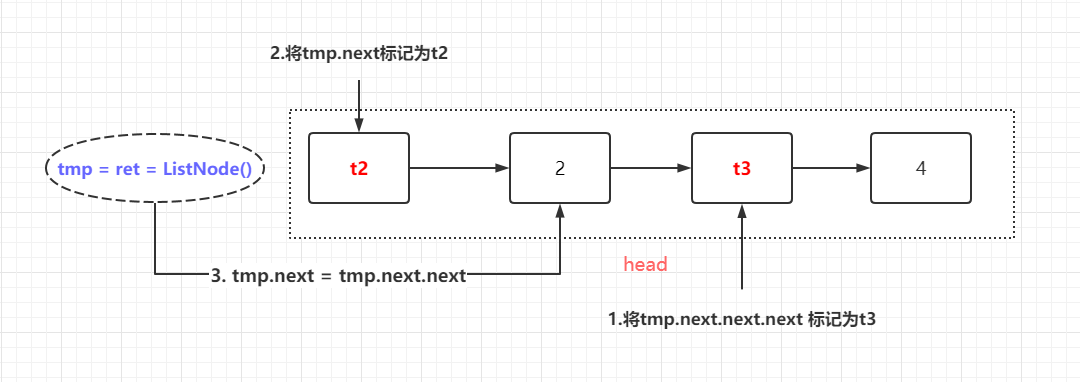 2.将tmp.next标记为t2
tmp = ret = ListNode()
t2
2
t3
4
3. tmp.next = tmp.next.next
head
1.将tmp.next.next.next 标记为t3